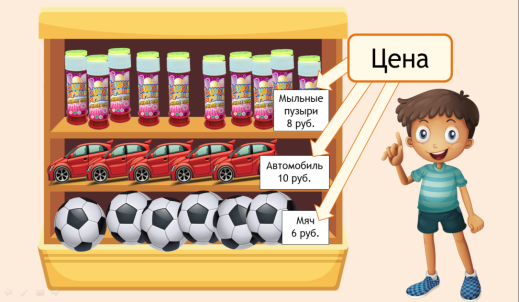 Цена
Мыльные
пузыри
8 руб.
Автомобиль
10 руб.
Мяч
6 руб.